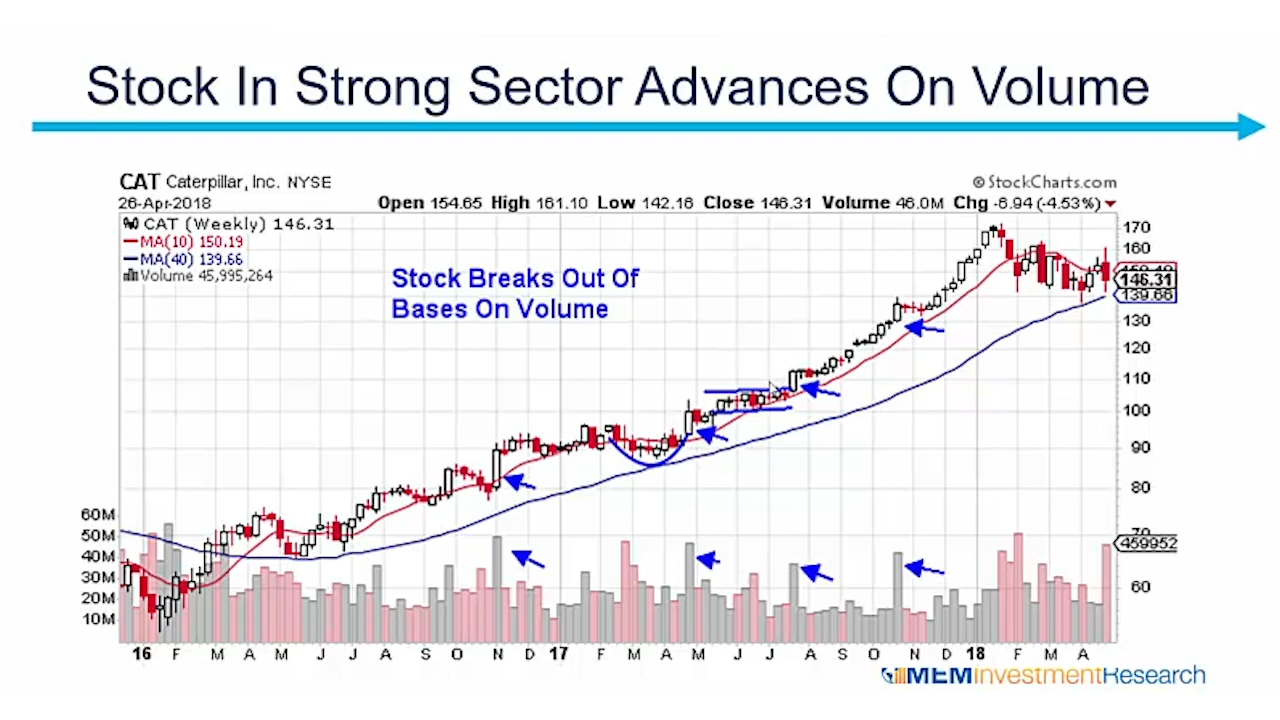 Stock In Strong Sector Advances On Volume
CAT Caterpillar, Inc. NYSE
© StockCharts.com
26-Apr-2018
Open 154.65 High 161.10 Low 142.16 Close 146.31 Volume 46.0M Chg -6.94 (-4.53%)
CAT (Weekly) 146.31
MA(10) 150.19
MA(40) 139.66
Volume 45,995,264
Stock Breaks Out Of
Bases On Volume
170
160
150.19
146.31
139.66
130
120
110
100
90
80
70
60
459952
60M
50M
40M
30M
20M
10M
16 F M A M J J A S O N D 17 F M A M J J A S O N D 18 F M A
MEMInvestmentResearch